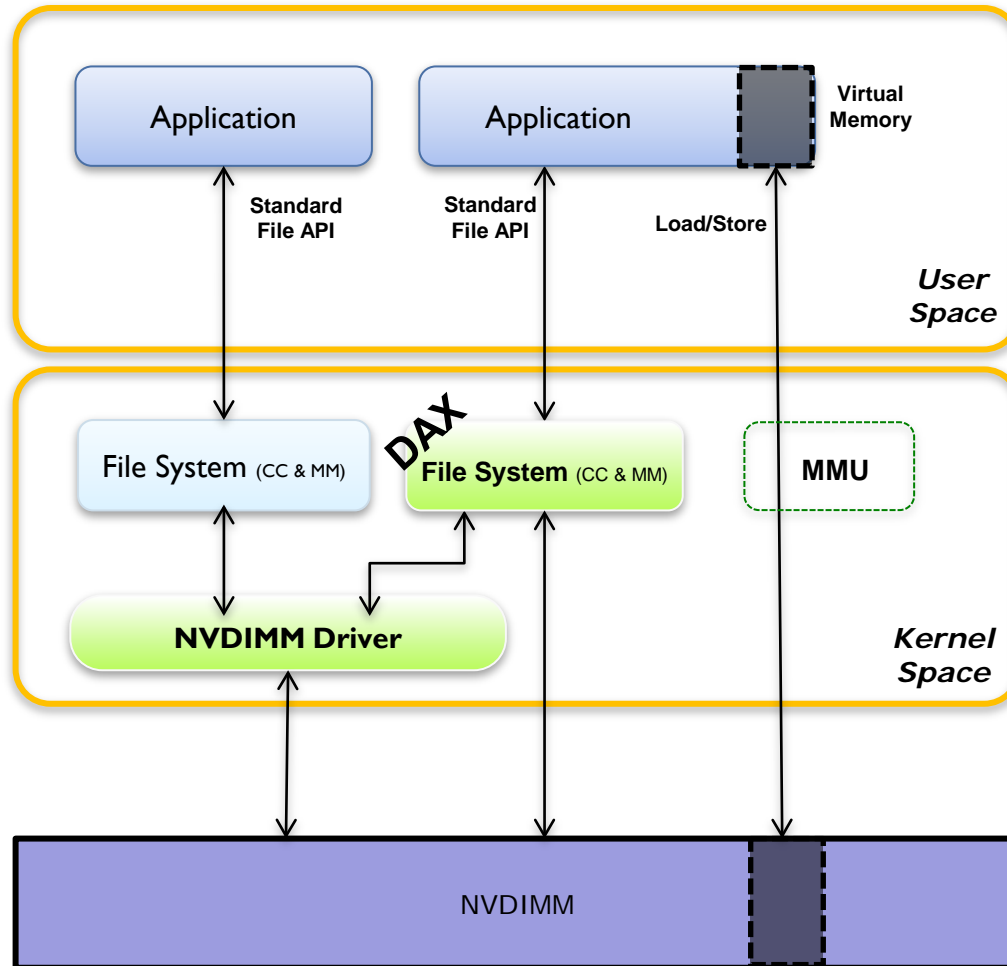 Application
Application
Virtual
Memory
Standard
File API
Standard
File API
Load/Store
User
Space
DAX
File System (CC & MM)
File System (CC & MM)
MMU
NVDIMM Driver
Kernel
Space
NVDIMM